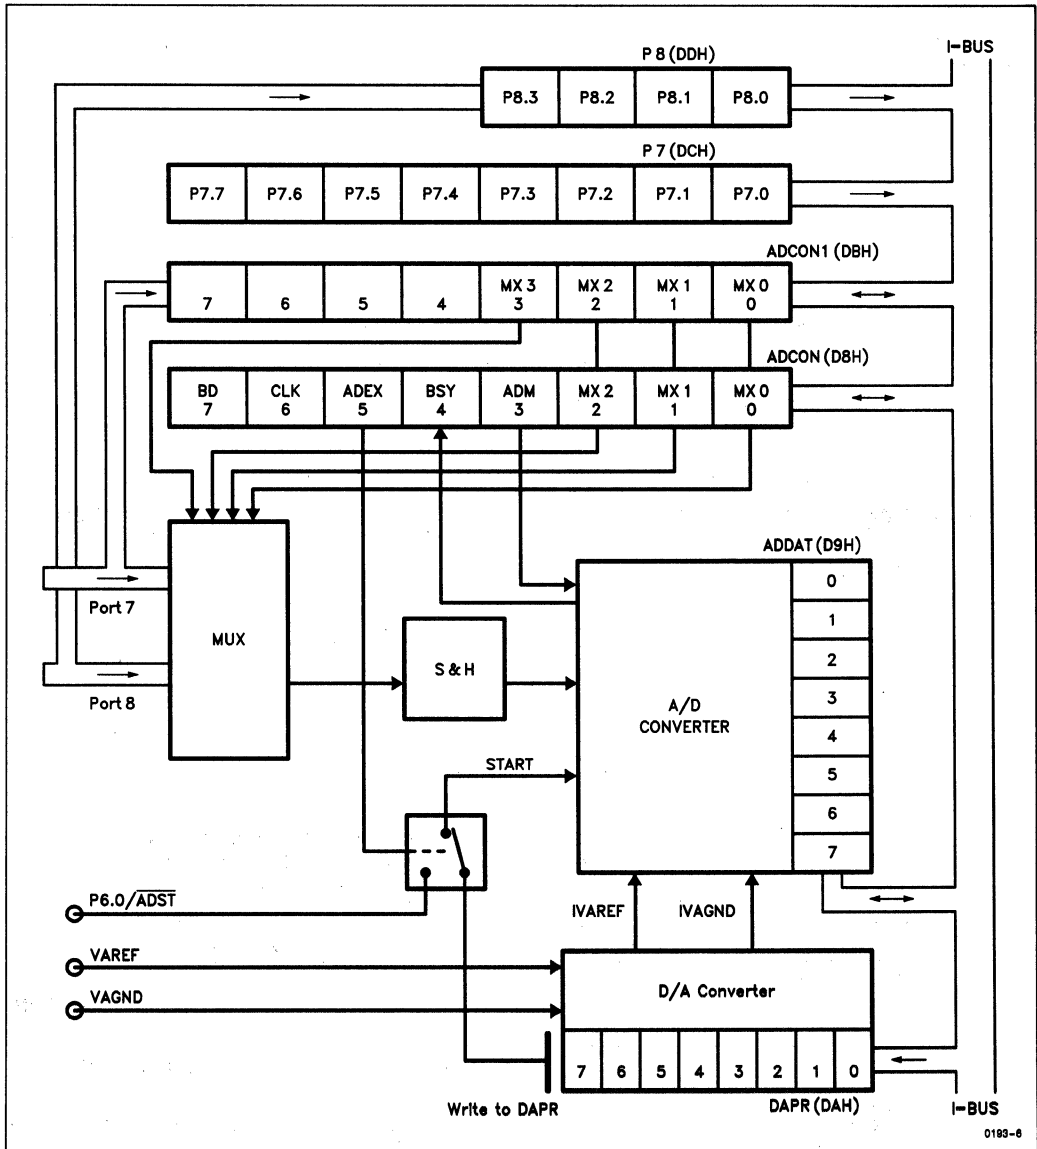 I-BUS
P 8 (DDH)
P8.3 P8.2 P8.1 P8.0
P 7 (DCH)
P7.7 P7.6 P7.5 P7.4 P7.3 P7.2 P7.1 P7.0
ADCON1 (DBH)
MX 3 MX 2 MX 1 MX 0
7 6 5 4 3 2 1 0
ADCON (D8H)
BD CLK ADEX BSY ADM MX 2 MX 1 MX 0
7 6 5 4 3 2 1 0
ADDAT (D9H)
0
Port 7
1
MUX
2
S & H
3
Port 8
A/D
CONVERTER
4
START
5
6
7
P6.0/ADST
IVAREF IVAGND
VAREF
D/A Converter
VAGND
7 6 5 4 3 2 1 0
Write to DAPR
DAPR (DAH)
I-BUS
0193-6